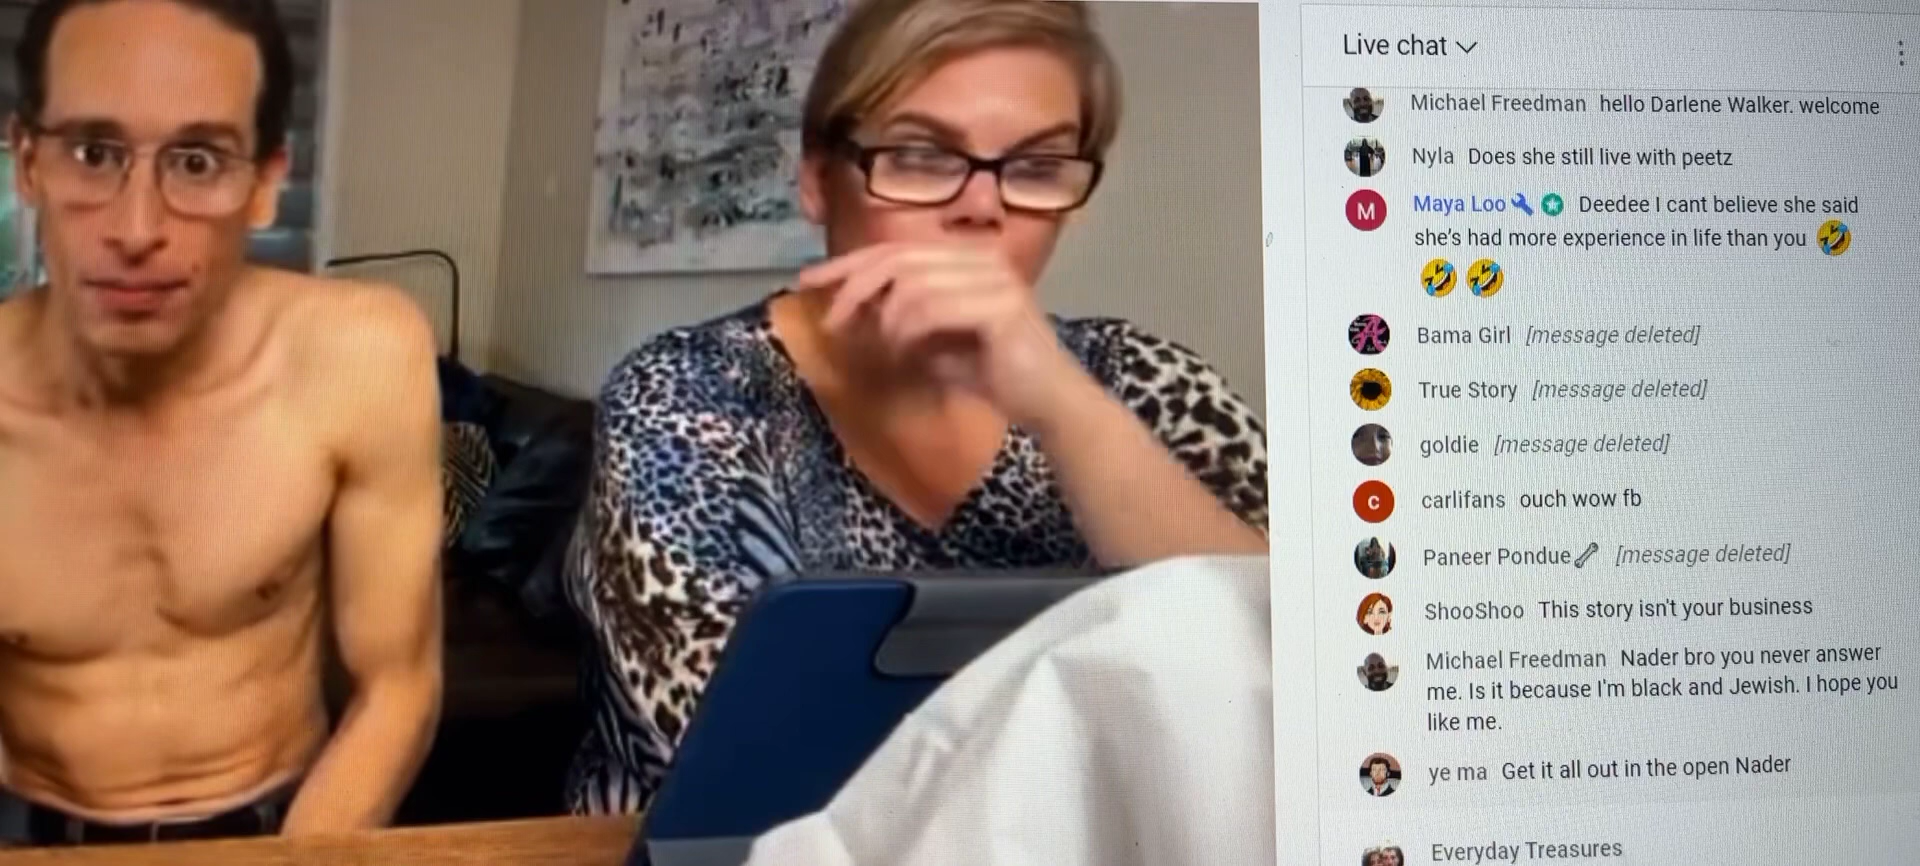 Live chat
Michael Freedman hello Darlene Walker. welcome
Nyla Does she still live with peetz
M
Maya Loo Deedee I cant believe she said
she's had more experience in life than you 🤣
🤣 🤣
Bama Girl [message deleted]
True Story [message deleted]
goldie [message deleted]
c
carlifans ouch wow fb
Paneer Pondue [message deleted]
ShooShoo This story isn't your business
Michael Freedman Nader bro you never answer
me. Is it because I'm black and Jewish. I hope you
like me.
ye ma Get it all out in the open Nader
Everyday Treasures